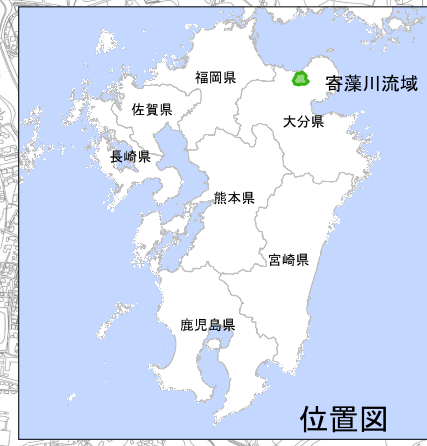 福岡県
寄藻川流域
佐賀県
大分県
長崎県
熊本県
宮崎県
鹿児島県
位置図